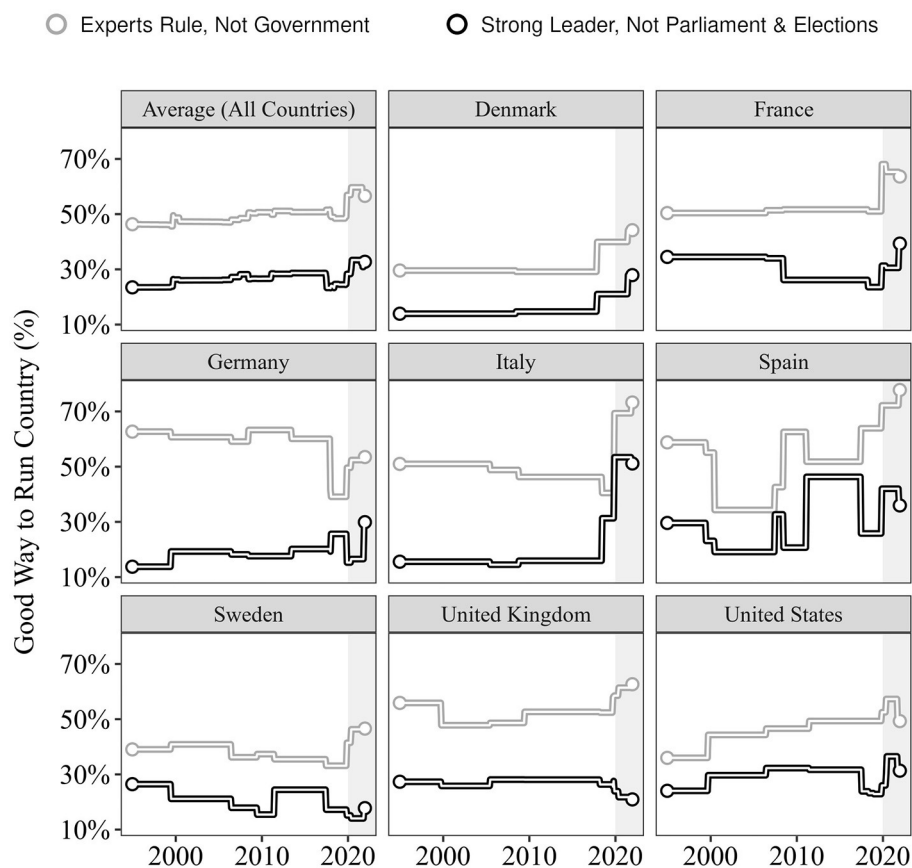 Experts Rule, Not Government Strong Leader, Not Parliament & Elections
Average (All Countries) Denmark France
70%
50%
30%
10%
Germany Italy Spain
70%
50%
30%
10%
Sweden United Kingdom United States
70%
50%
30%
10%
2000 2010 2020 2000 2010 2020 2000 2010 2020
Good Way to Run Country (%)